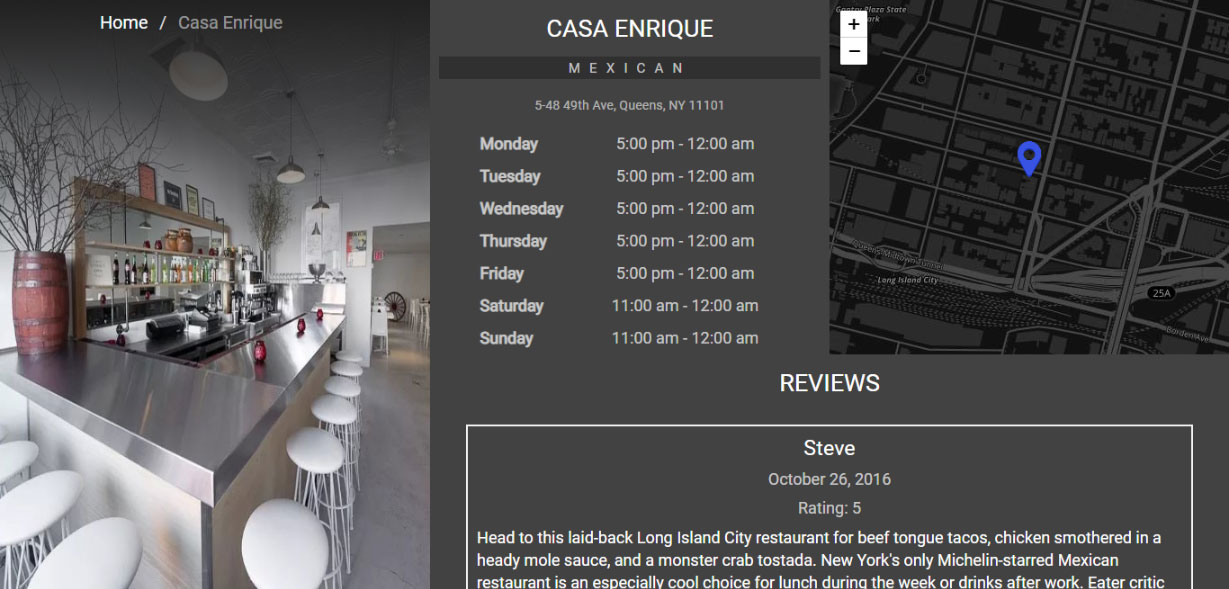 Home / Casa Enrique
CASA ENRIQUE
MEXICAN
5-48 49th Ave, Queens, NY 11101
Monday 5:00 pm - 12:00 am
Tuesday 5:00 pm - 12:00 am
Wednesday 5:00 pm - 12:00 am
Thursday 5:00 pm - 12:00 am
Friday 5:00 pm - 12:00 am
Saturday 11:00 am - 12:00 am
Sunday 11:00 am - 12:00 am
+
−
Gantry Plaza State
Park
Queens Midtown Tunnel
Long Island City
25A
Borden Ave
REVIEWS
Steve
October 26, 2016
Rating: 5
Head to this laid-back Long Island City restaurant for beef tongue tacos, chicken smothered in a
heady mole sauce, and a monster crab tostada. New York's only Michelin-starred Mexican
restaurant is an especially cool choice for lunch during the week or drinks after work. Eater critic